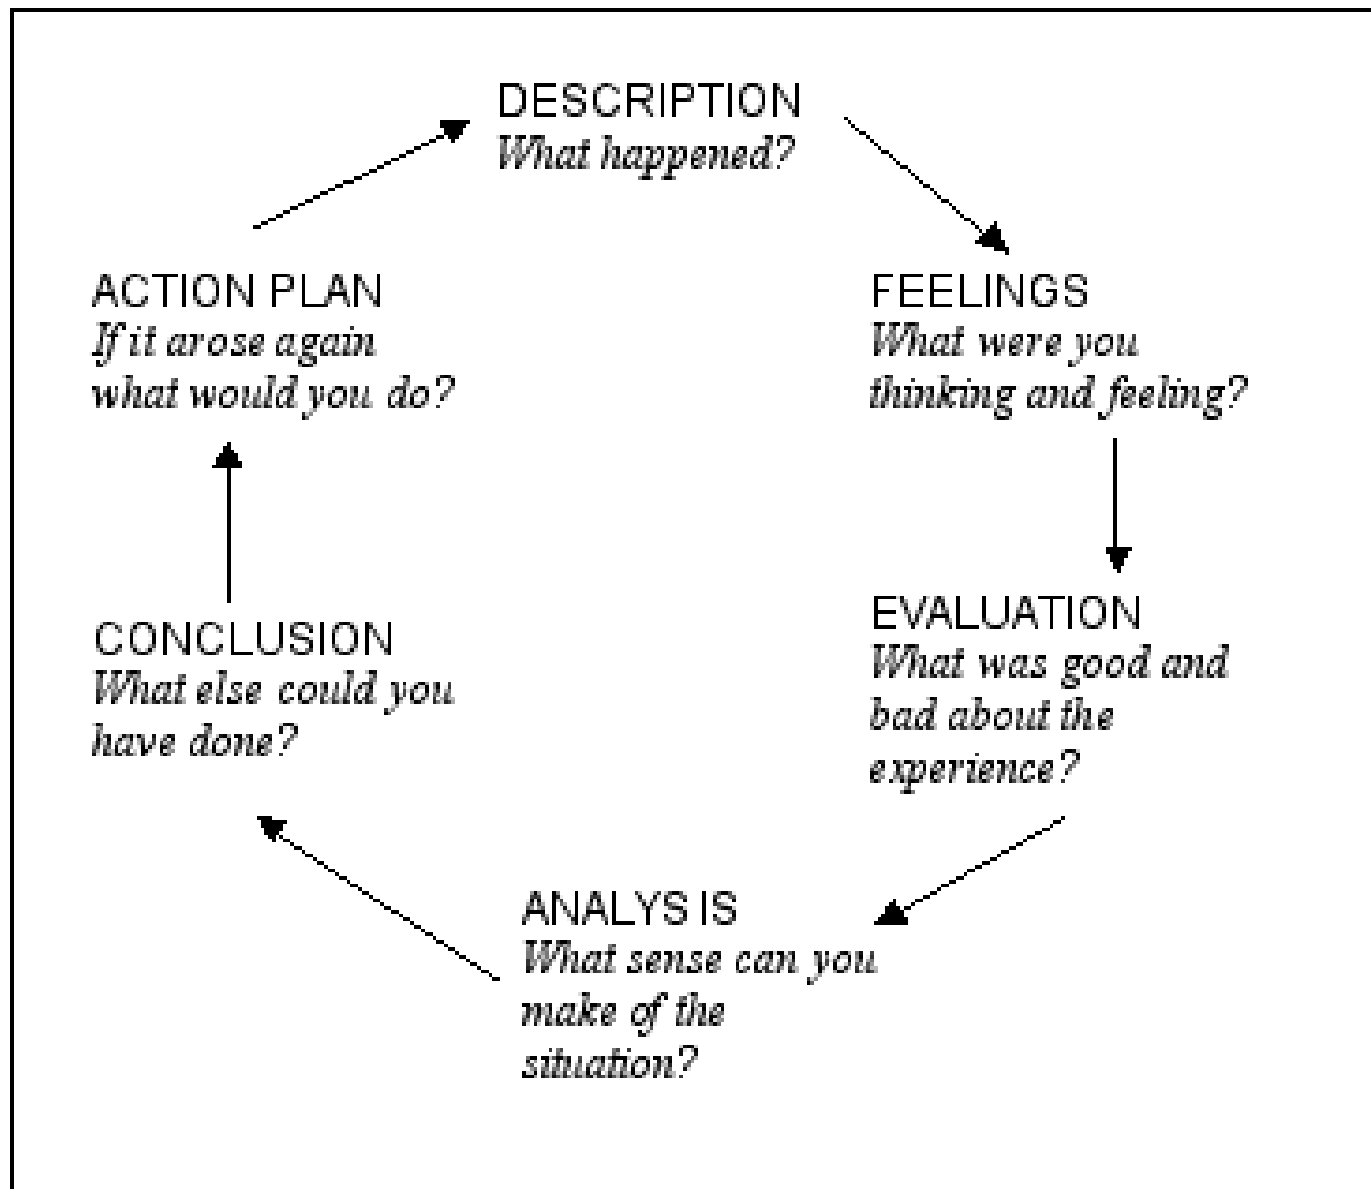 DESCRIPTION
What happened?
FEELINGS
What were you
thinking and feeling?
EVALUATION
What was good and
bad about the
experience?
ANALYSIS
What sense can you
make of the
situation?
CONCLUSION
What else could you
have done?
ACTION PLAN
If it arose again
what would you do?